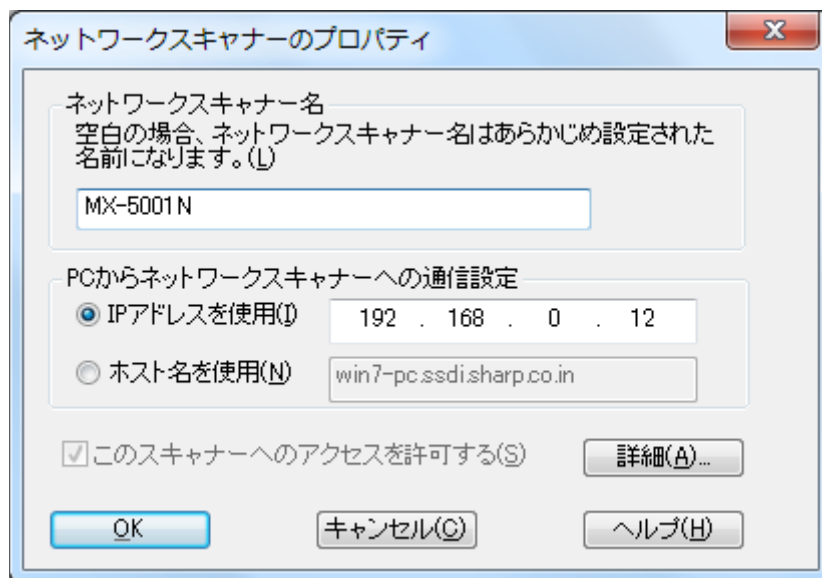 ネットワークスキャナーのプロパティ
ネットワークスキャナー名
空白の場合、ネットワークスキャナー名はあらかじめ設定された
名前になります。(L)
MX-5001N
PCからネットワークスキャナーへの通信設定
IPアドレスを使用(I) 192 . 168 . 0 . 12
ホスト名を使用(N) win7-pc.ssdi.sharp.co.in
このスキャナーへのアクセスを許可する(S) 詳細(A)...
OK キャンセル(C) ヘルプ(H)